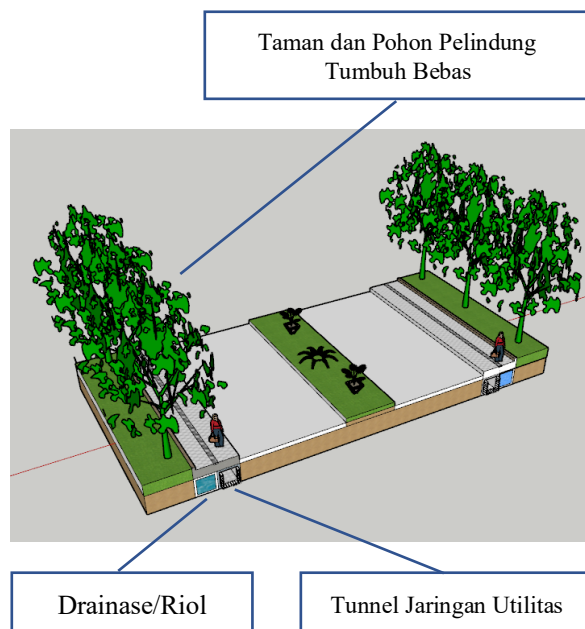 Taman dan Pohon Pelindung
Tumbuh Bebas
Drainase/Riol
Tunnel Jaringan Utilitas